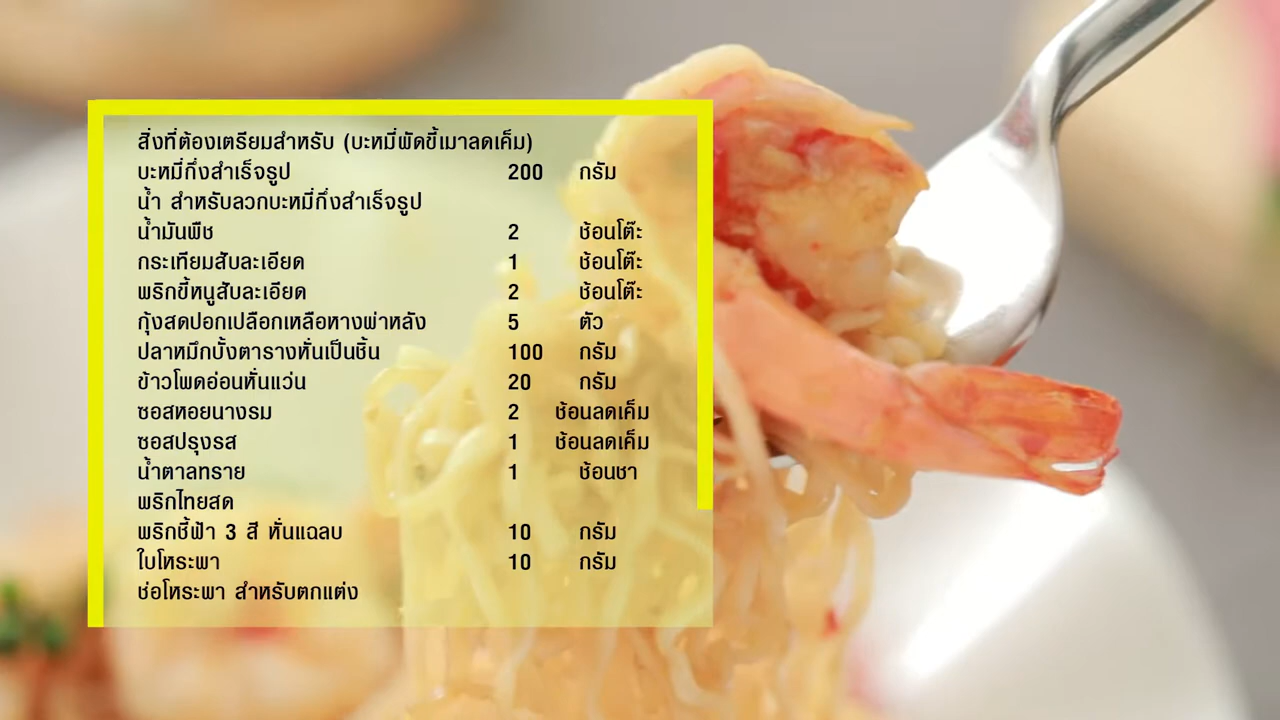 สิ่งที่ต้องเตรียมสำหรับ (บะหมี่ผัดขี้เมาลดเค็ม)
บะหมี่กึ่งสำเร็จรูป 200 กรัม
น้ำ สำหรับลวกบะหมี่กึ่งสำเร็จรูป
น้ำมันพืช 2 ช้อนโต๊ะ
กระเทียมสับละเอียด 1 ช้อนโต๊ะ
พริกขี้หนูสับละเอียด 2 ช้อนโต๊ะ
กุ้งสดปอกเปลือกเหลือหางผ่าหลัง 5 ตัว
ปลาหมึกบั้งตารางหั่นเป็นชิ้น 100 กรัม
ข้าวโพดอ่อนหั่นแว่น 20 กรัม
ซอสหอยนางรม 2 ช้อนลดเค็ม
ซอสปรุงรส 1 ช้อนลดเค็ม
น้ำตาลทราย 1 ช้อนชา
พริกไทยสด
พริกชี้ฟ้า 3 สี หั่นแฉลบ 10 กรัม
ใบโหระพา 10 กรัม
ช่อโหระพา สำหรับตกแต่ง